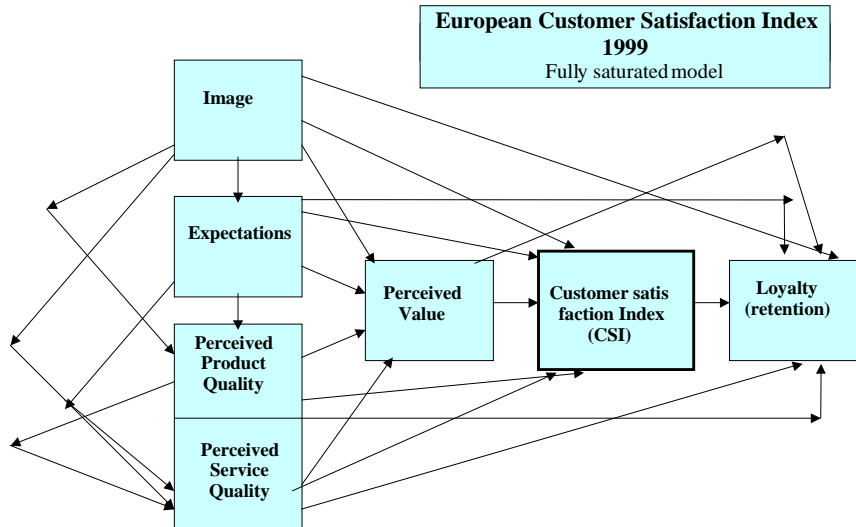 European Customer Satisfaction Index
1999
Fully saturated model
Image
Expectations
Perceived
Product
Quality
Perceived
Service
Quality
Perceived
Value
Customer satis
faction Index
(CSI)
Loyalty
(retention)